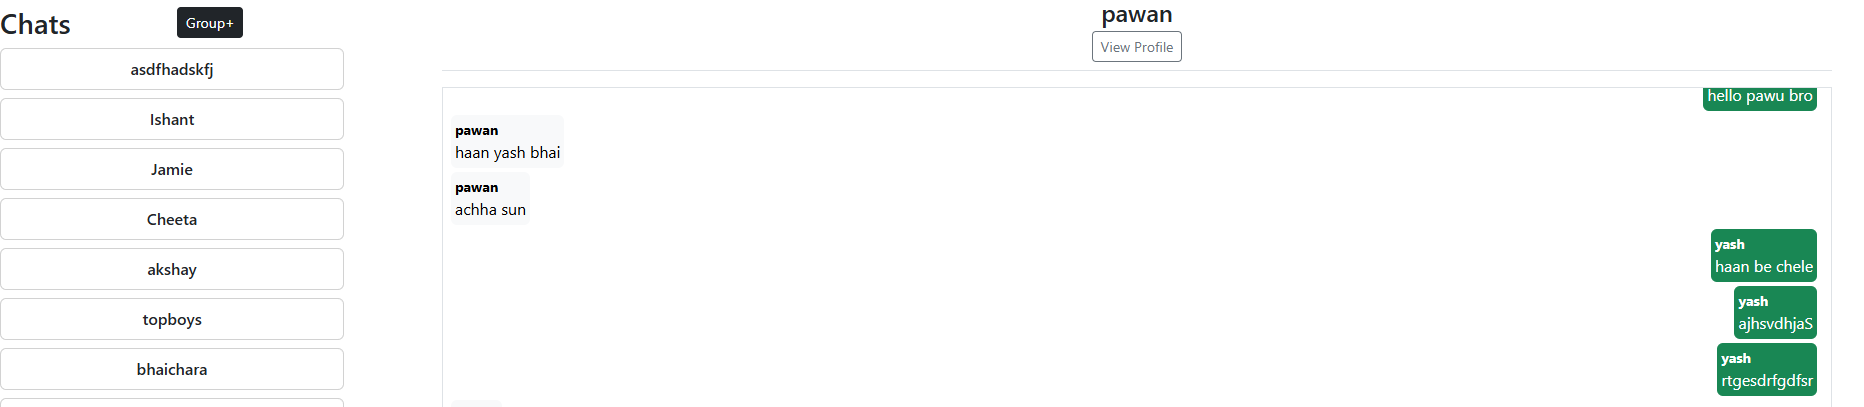 Chats
Group+
asdfhadskfj
Ishant
Jamie
Cheeta
akshay
topboys
bhaichara
pawan
View Profile
hello pawu bro
pawan
haan yash bhai
pawan
achha sun
yash
haan be chele
yash
ajhsvdhjaS
yash
rtgesdrfgdfsr